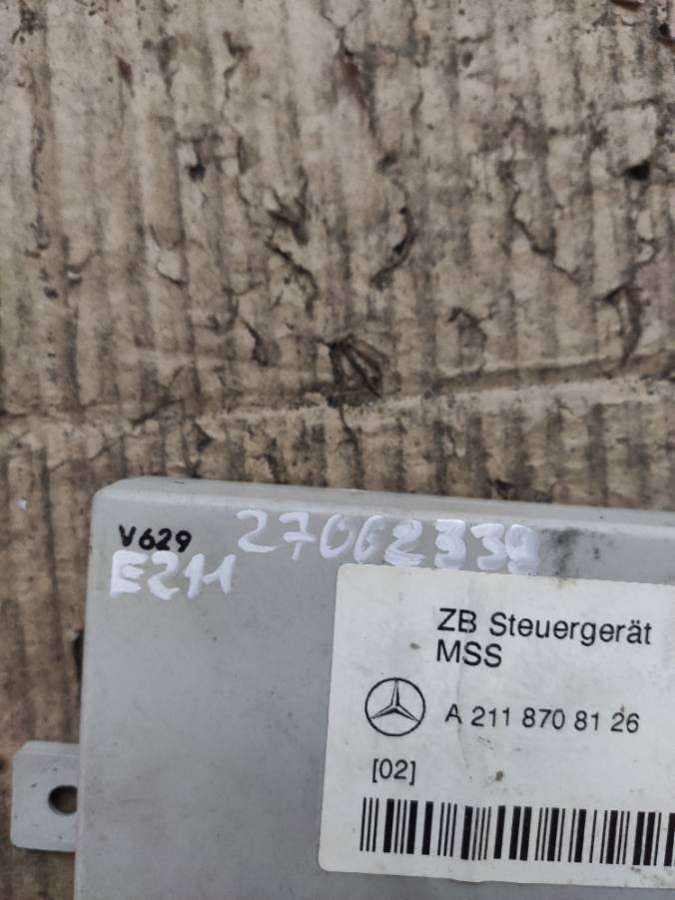 V629 27062339
E211
ZB Steuergerät
MSS
A 211 870 81 26
[02]